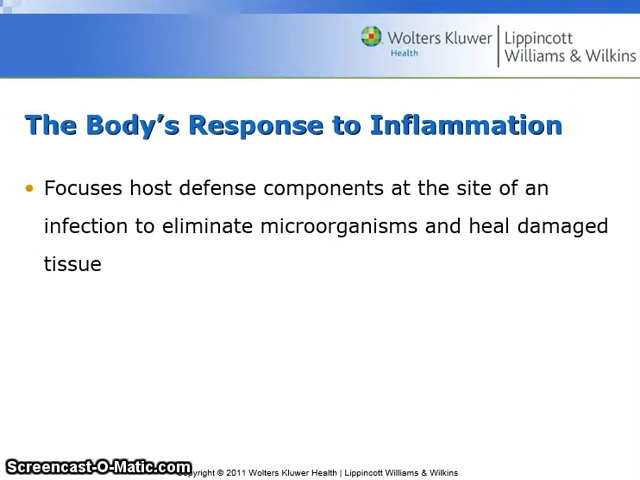 Wolters Kluwer
Health
Lippincott
Williams & Wilkins
The Body’s Response to Inflammation
• Focuses host defense components at the site of an
infection to eliminate microorganisms and heal damaged
tissue
Screencast-O-Matic.com
opyright © 2011 Wolters Kluwer Health | Lippincott Williams & Wilkins